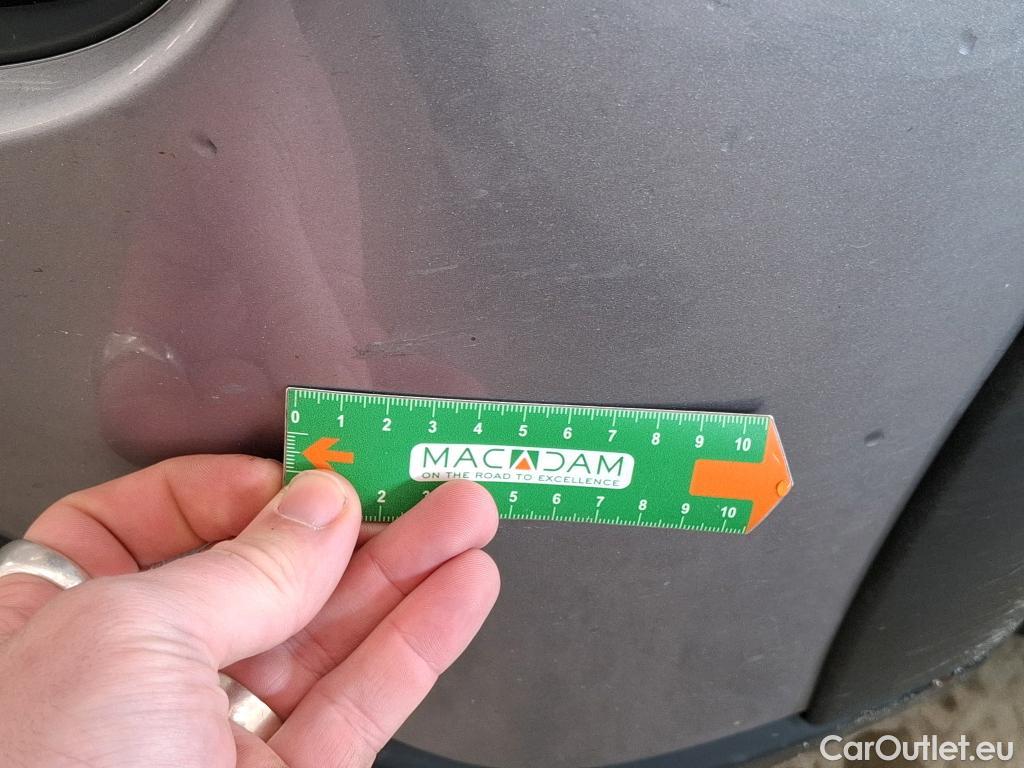 0 1 2 3 4 5 6 7 8 9 10
MACADAM
ON THE ROAD TO EXCELLENCE
2 3 5 6 7 8 9 10
CarOutlet.eu